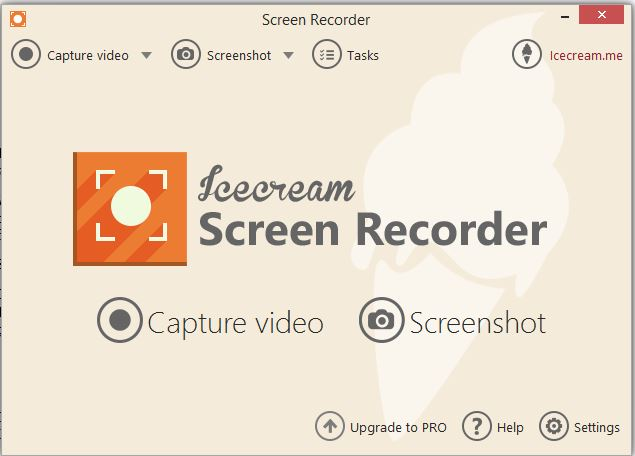 Screen Recorder
Capture video Screenshot Tasks Icecream.me
Icecream
Screen Recorder
Capture video Screenshot
Upgrade to PRO Help Settings